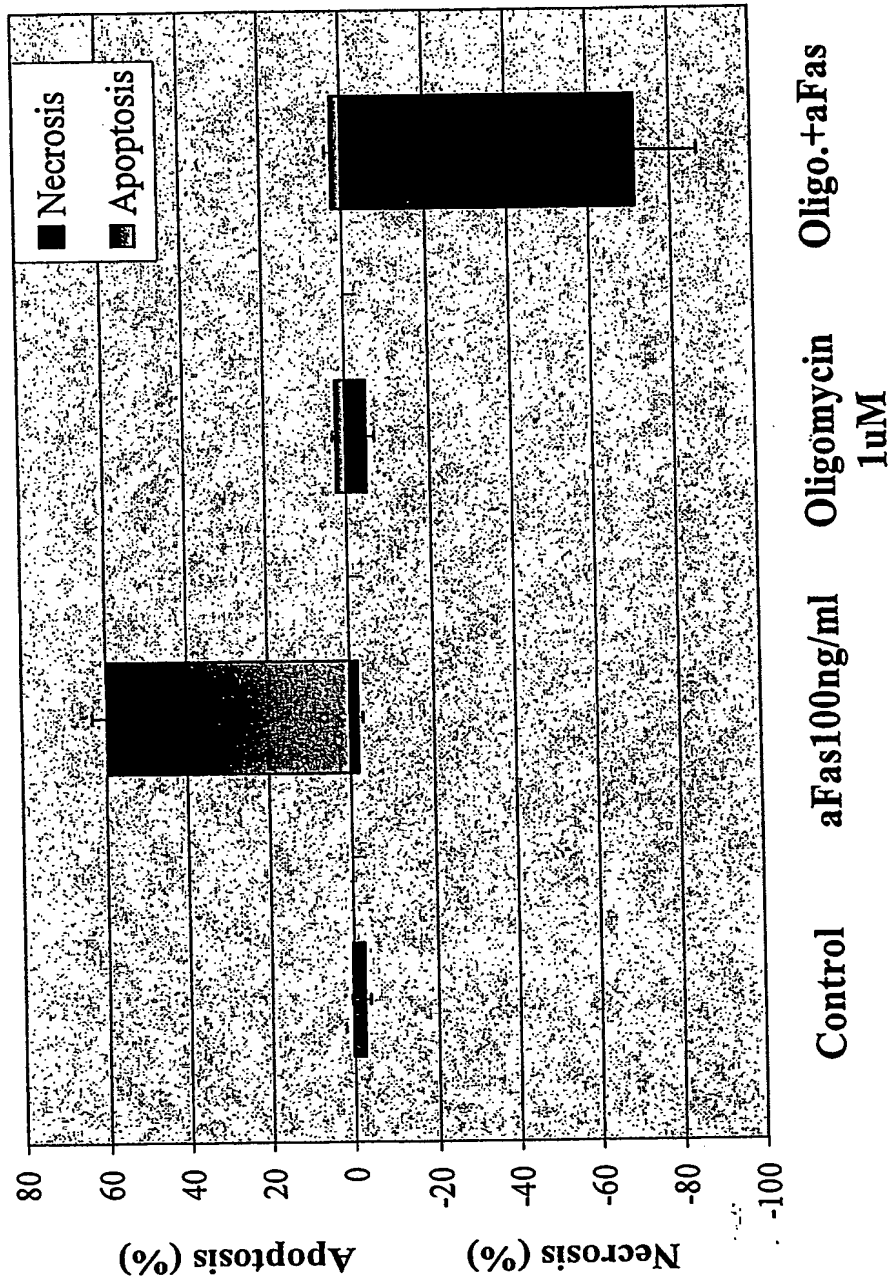 Necrosis
Apoptosis
80
60
40
20
0
-20
-40
-60
-80
-100
Apoptosis (%)
Necrosis (%)
Control
aFas100ng/ml
Oligomycin
1uM
Oligo.+aFas